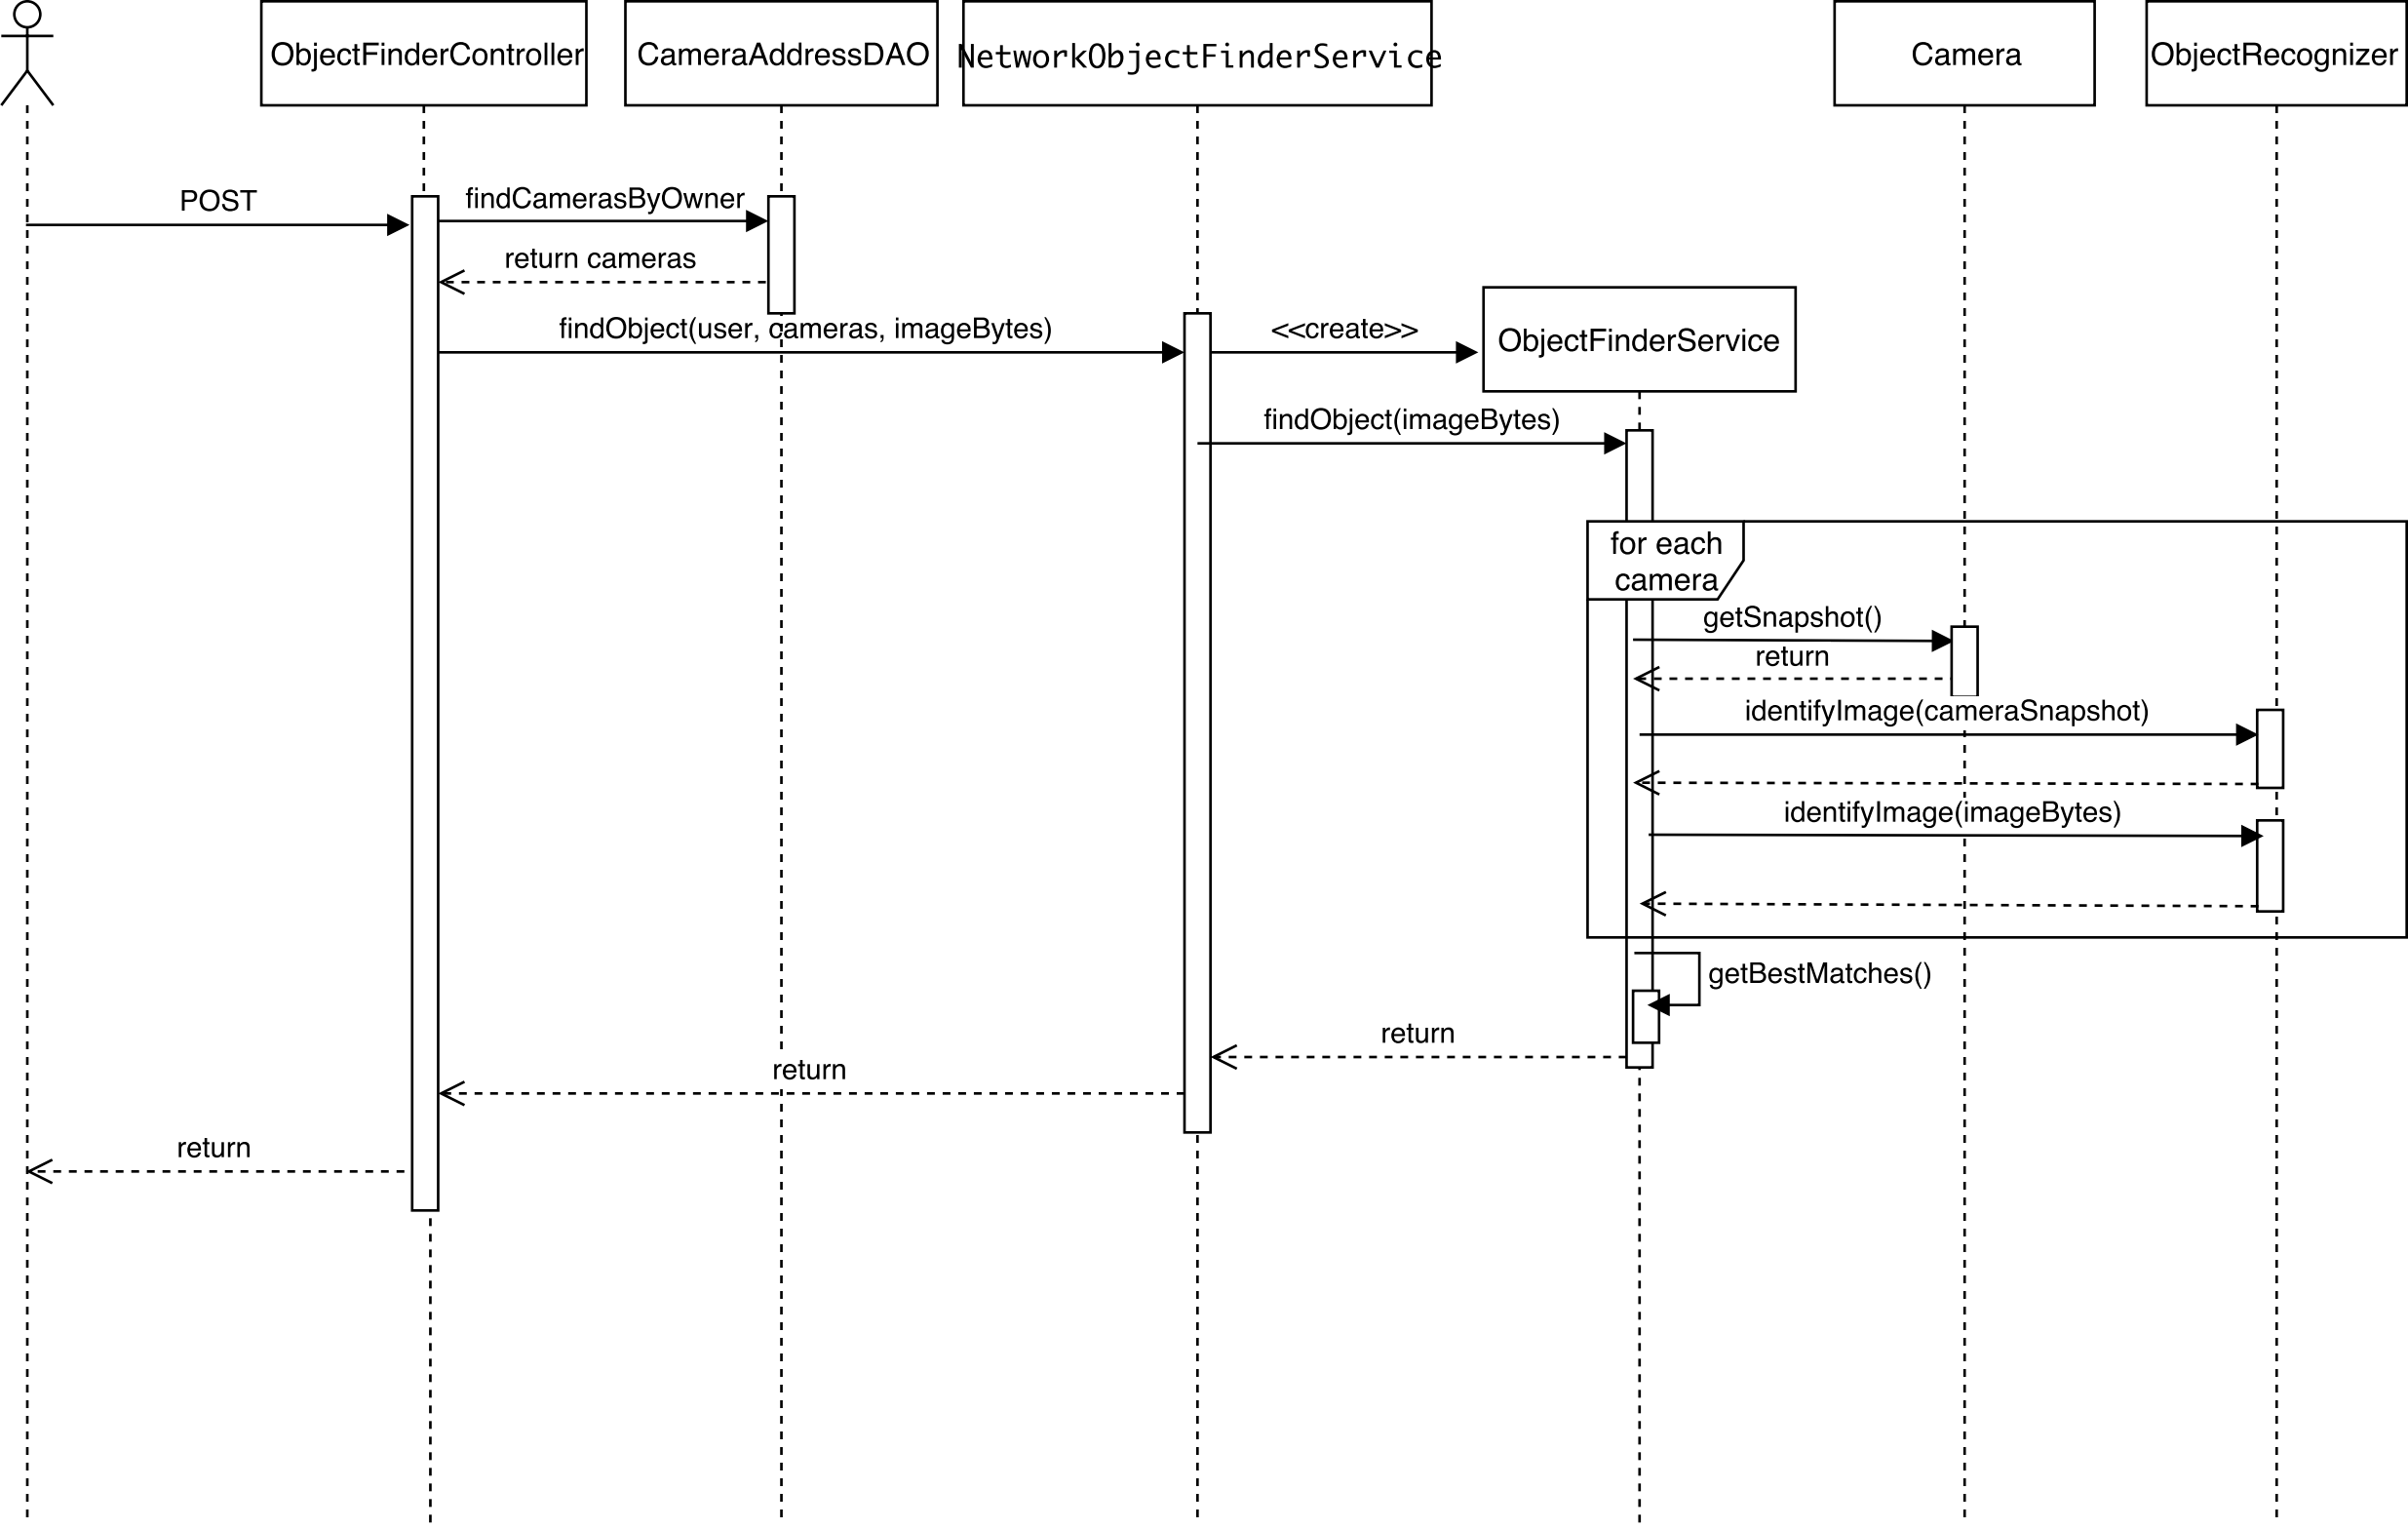 ObjectFinderController
CameraAddressDAO
NetworkObjectFinderService
Camera
ObjectRecognizer
POST
findCamerasByOwner
return cameras
findObject(user, cameras, imageBytes)
<<create>>
ObjectFinderService
findObject(imageBytes)
for each
camera
getSnapshot()
return
identifyImage(cameraSnapshot)
identifyImage(imageBytes)
getBestMatches()
return
return
return